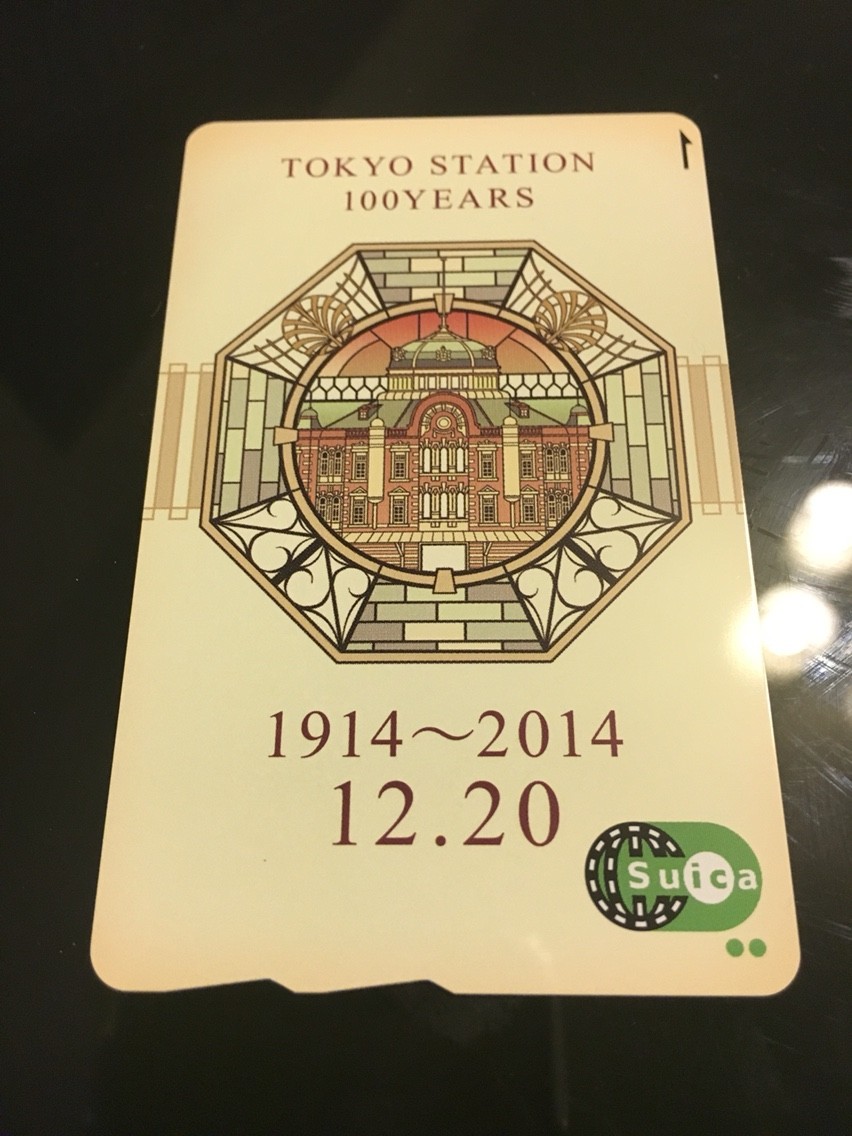 TOKYO STATION
100YEARS
1914～2014
12.20
Suica